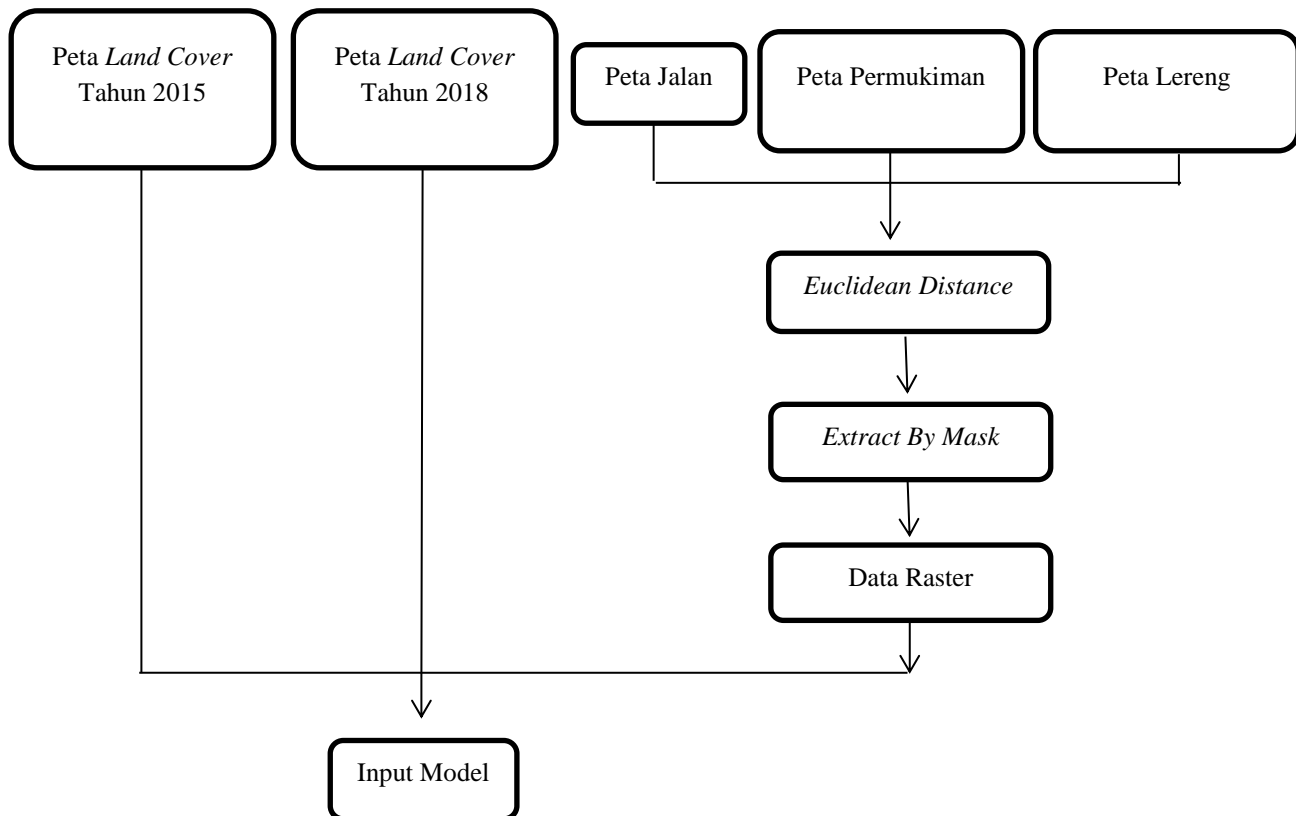 Peta Land Cover
Tahun 2015
Peta Land Cover
Tahun 2018
Peta Jalan
Peta Permukiman
Peta Lereng
Euclidean Distance
Extract By Mask
Data Raster
Input Model